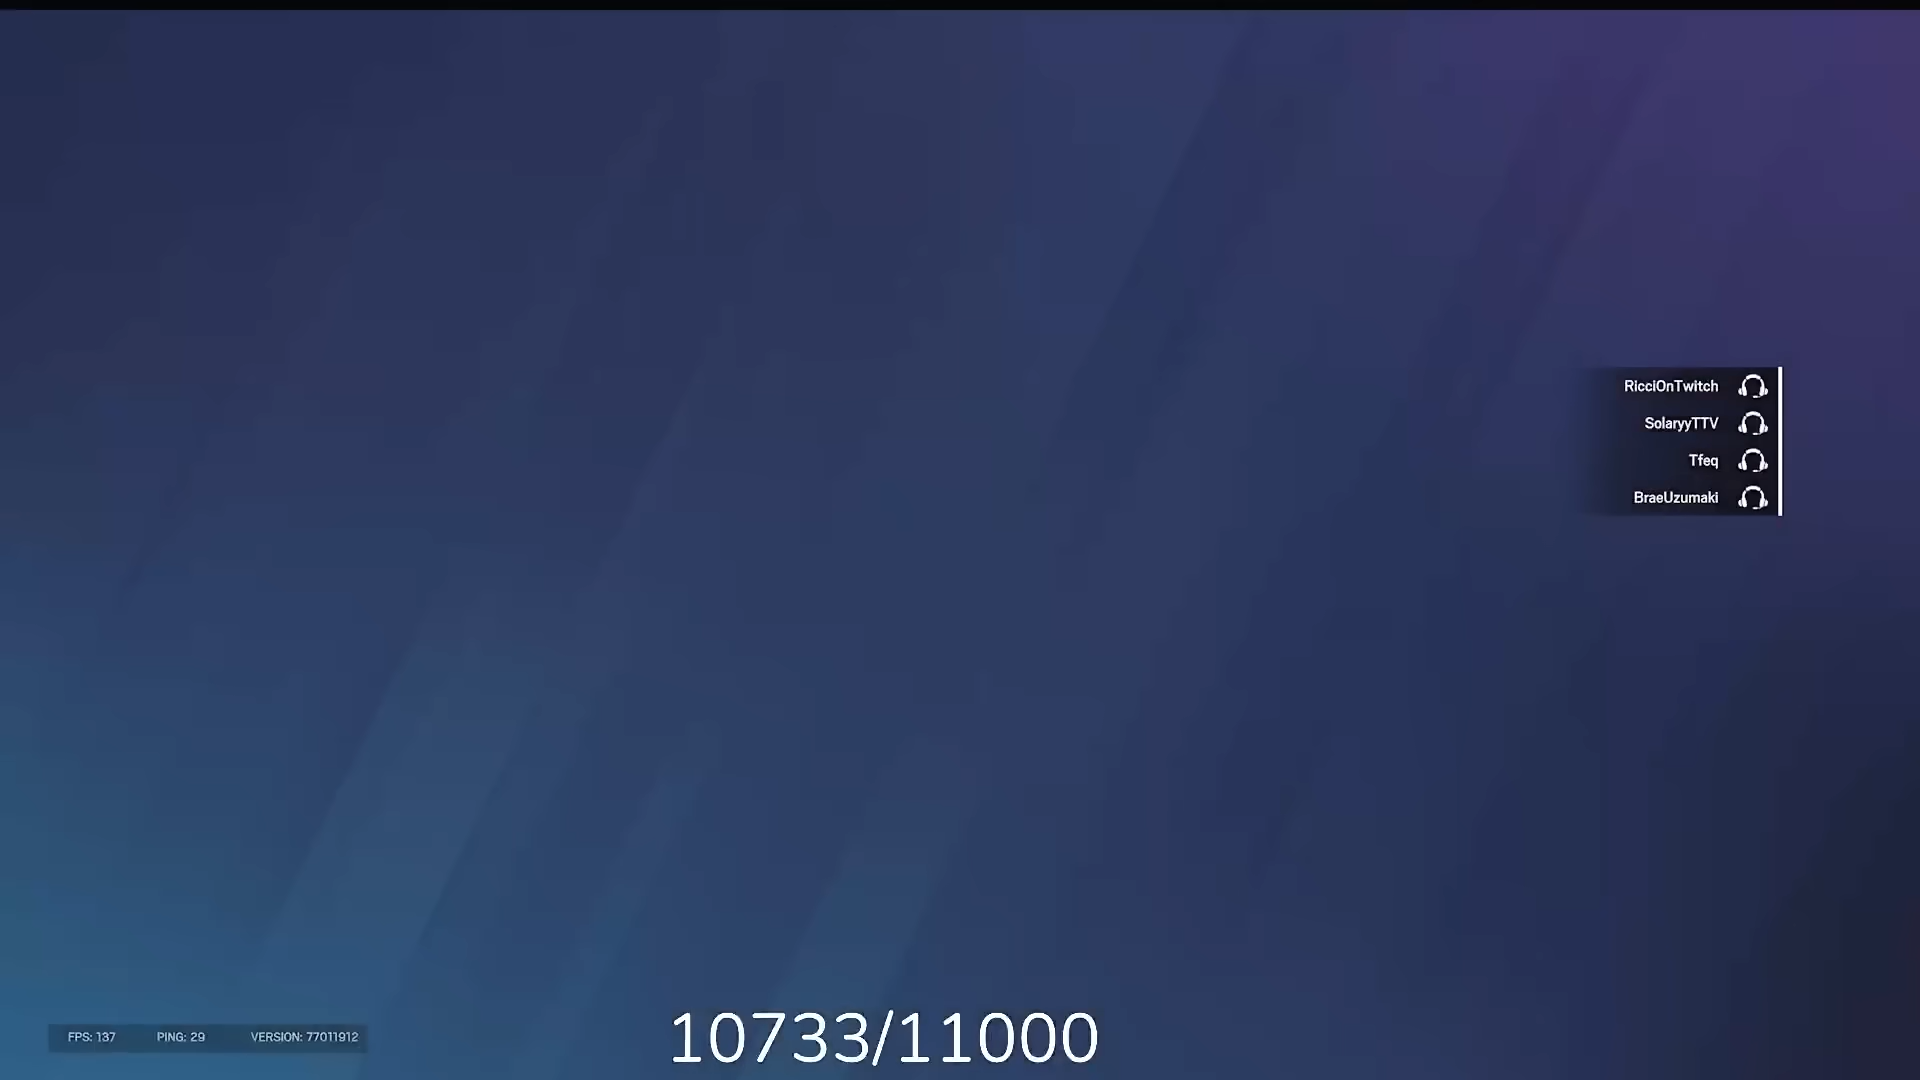 RicciOnTwitch
SolaryyTTV
Tfeq
BraeUzumaki
FPS: 137 PING: 29 VERSION: 77011912
10733/11000